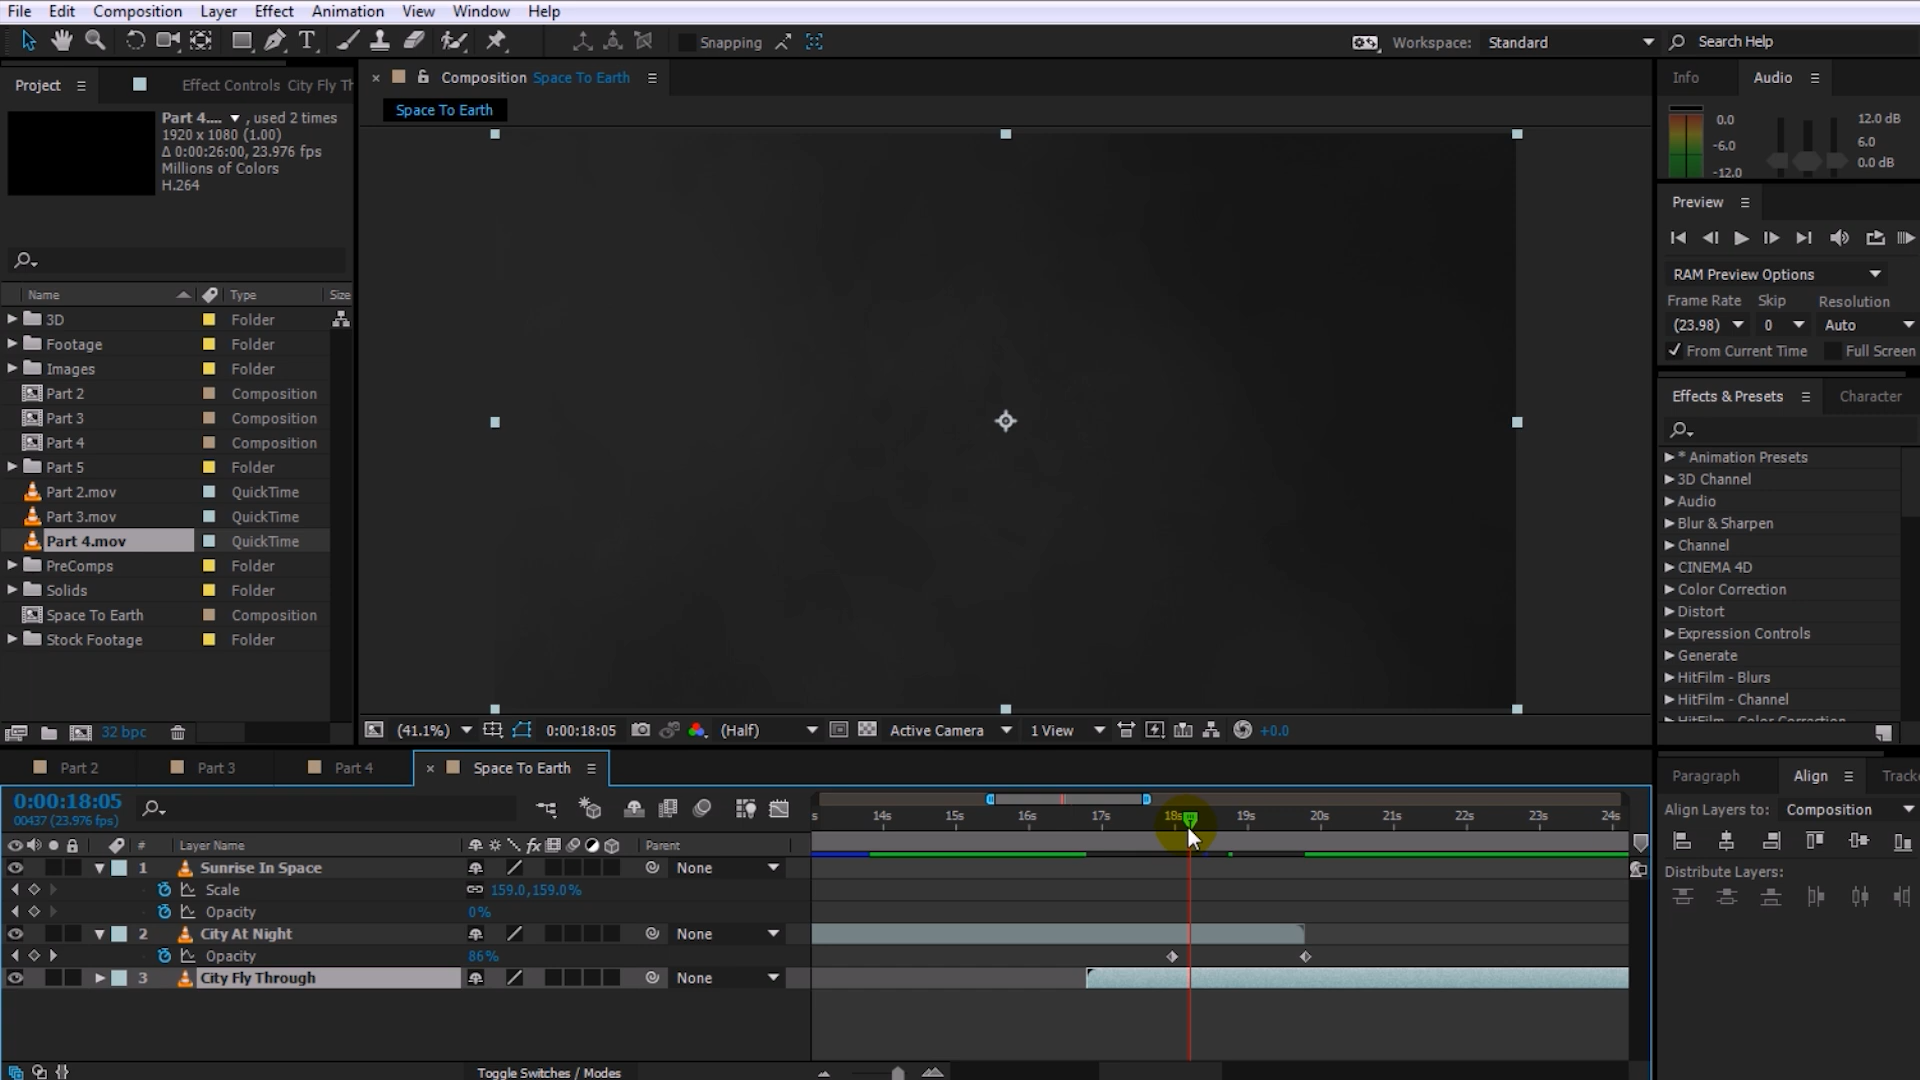 File Edit Composition Layer Effect Animation View Window Help
T Snapping Workspace: Standard Search Help
Project Effect Controls City Fly Th
Part 4.... , used 2 times
1920 x 1080 (1.00)
Δ 0:00:26:00, 23.976 fps
Millions of Colors
H.264
Name Type Size
3D Folder
Footage Folder
Images Folder
Part 2 Composition
Part 3 Composition
Part 4 Composition
Part 5 Folder
Part 2.mov QuickTime
Part 3.mov QuickTime
Part 4.mov QuickTime
PreComps Folder
Solids Folder
Space To Earth Composition
Stock Footage Folder
32 bpc
Composition Space To Earth
Space To Earth
(41.1%) 0:00:18:05 (Half) Active Camera 1 View +0.0
Info Audio
0.0 12.0 dB
-6.0 6.0
-12.0 0.0 dB
Preview
RAM Preview Options
Frame Rate Skip Resolution
(23.98) 0 Auto
From Current Time Full Screen
Effects & Presets Character
* Animation Presets
3D Channel
Audio
Blur & Sharpen
Channel
CINEMA 4D
Color Correction
Distort
Expression Controls
Generate
HitFilm - Blurs
HitFilm - Channel
HitFilm - Color Correction
Paragraph Align Tracke
Align Layers to: Composition
Distribute Layers:
Part 2 Part 3 Part 4 Space To Earth
0:00:18:05
00437 (23.976 fps)
s 14s 15s 16s 17s 18s 19s 20s 21s 22s 23s 24s
# Layer Name fx Parent
1 Sunrise In Space None
Scale 159.0,159.0%
Opacity 0%
2 City At Night None
Opacity 86%
3 City Fly Through None
Toggle Switches / Modes